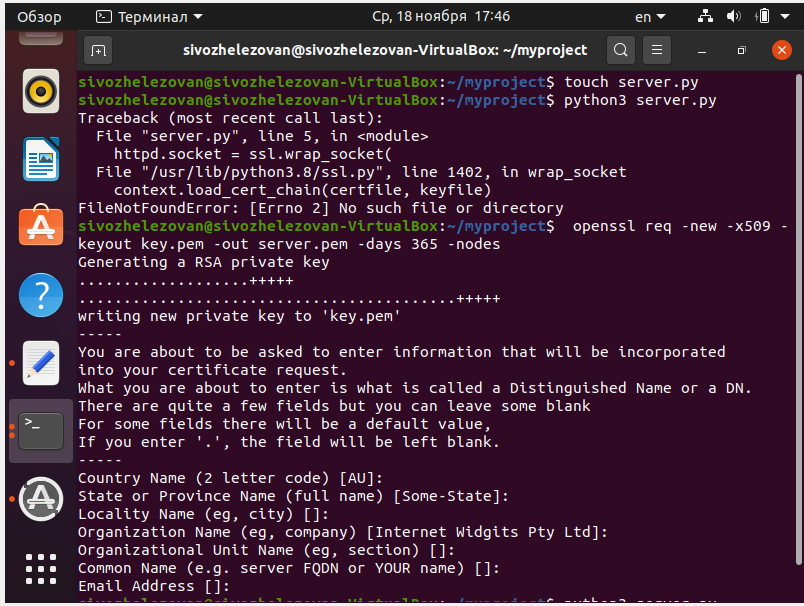 Обзор Терминал Ср, 18 ноября 17:46 en
sivozhelezovan@sivozhelezovan-VirtualBox: ~/myproject
sivozhelezovan@sivozhelezovan-VirtualBox:~/myproject$ touch server.py
sivozhelezovan@sivozhelezovan-VirtualBox:~/myproject$ python3 server.py
Traceback (most recent call last):
  File "server.py", line 5, in <module>
    httpd.socket = ssl.wrap_socket(
  File "/usr/lib/python3.8/ssl.py", line 1402, in wrap_socket
    context.load_cert_chain(certfile, keyfile)
FileNotFoundError: [Errno 2] No such file or directory
sivozhelezovan@sivozhelezovan-VirtualBox:~/myproject$  openssl req -new -x509 -
keyout key.pem -out server.pem -days 365 -nodes
Generating a RSA private key
...................+++++
..........................................+++++
writing new private key to 'key.pem'
-----
You are about to be asked to enter information that will be incorporated
into your certificate request.
What you are about to enter is what is called a Distinguished Name or a DN.
There are quite a few fields but you can leave some blank
For some fields there will be a default value,
If you enter '.', the field will be left blank.
-----
Country Name (2 letter code) [AU]:
State or Province Name (full name) [Some-State]:
Locality Name (eg, city) []:
Organization Name (eg, company) [Internet Widgits Pty Ltd]:
Organizational Unit Name (eg, section) []:
Common Name (e.g. server FQDN or YOUR name) []:
Email Address []:
sivozhelezovan@sivozhelezovan-VirtualBox:~/myproject$ python3 server.py